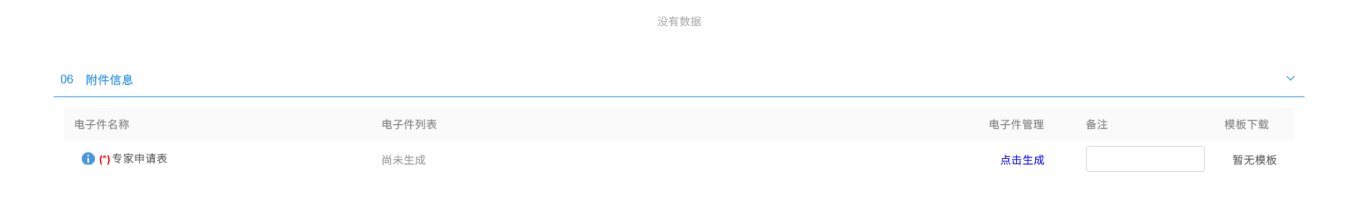 没有数据
06 附件信息
电子件名称 电子件列表 电子件管理 备注 模板下载
(*)专家申请表 尚未生成 点击生成 暂无模板